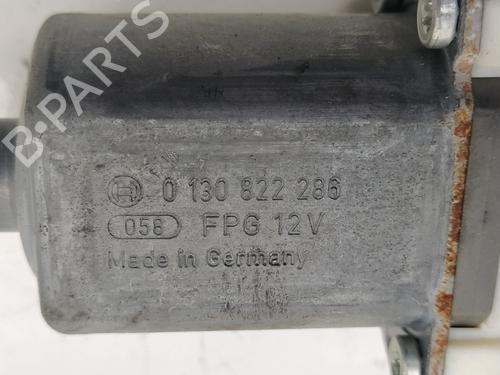 B-PARTS
0 130 822 286
058 FPG 12V
Made in Germany